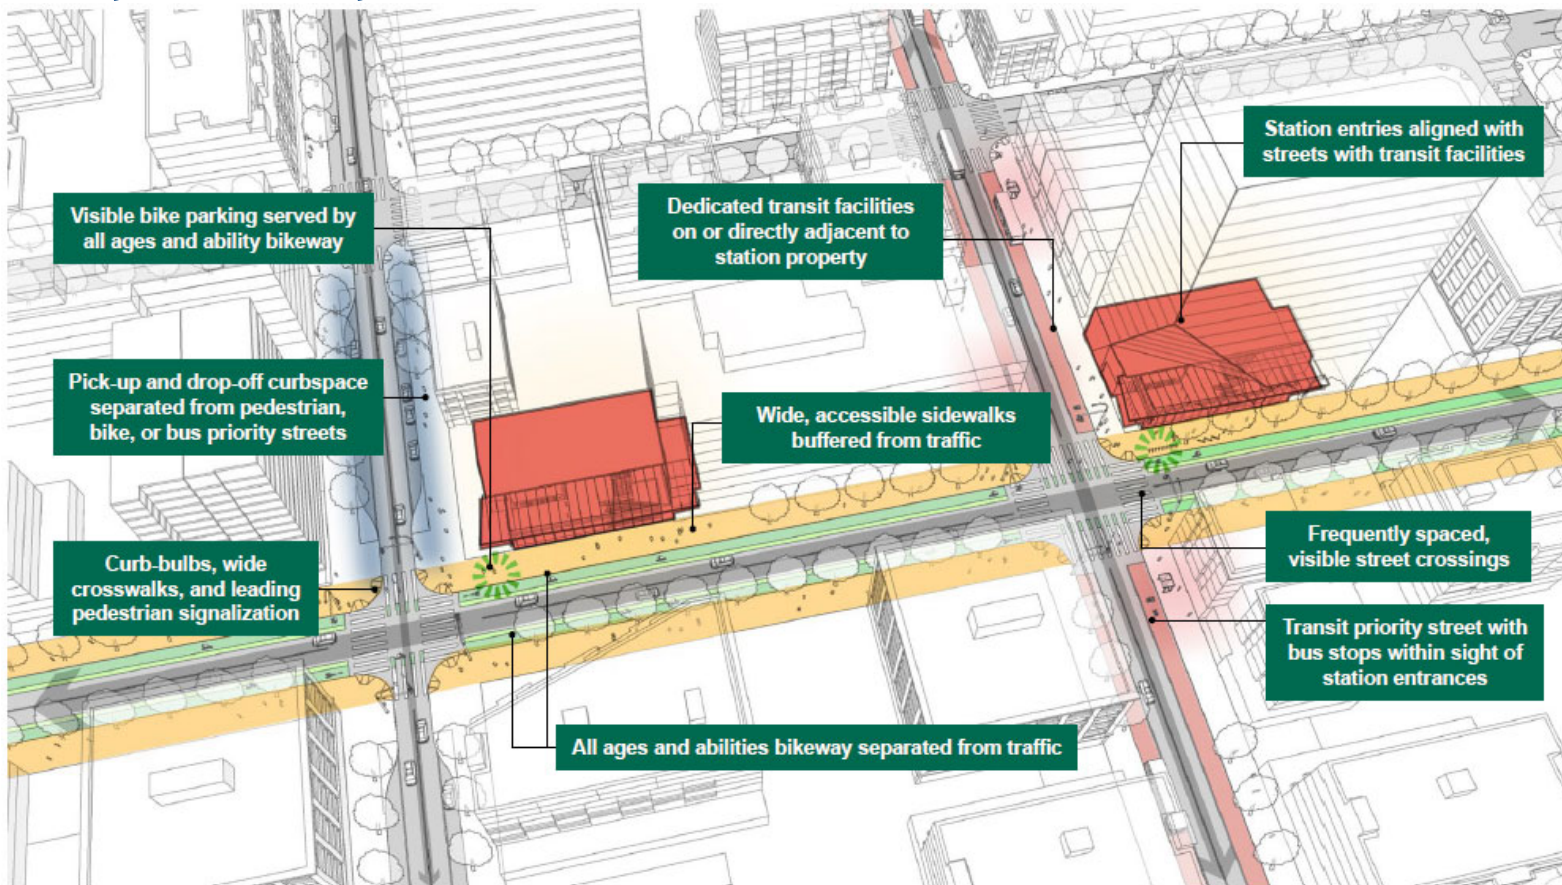 Station entries aligned with
streets with transit facilities
Visible bike parking served by
all ages and ability bikeway
Dedicated transit facilities
on or directly adjacent to
station property
Pick-up and drop-off curbspace
separated from pedestrian,
bike, or bus priority streets
Wide, accessible sidewalks
buffered from traffic
Curb-bulbs, wide
crosswalks, and leading
pedestrian signalization
Frequently spaced,
visible street crossings
Transit priority street with
bus stops within sight of
station entrances
All ages and abilities bikeway separated from traffic